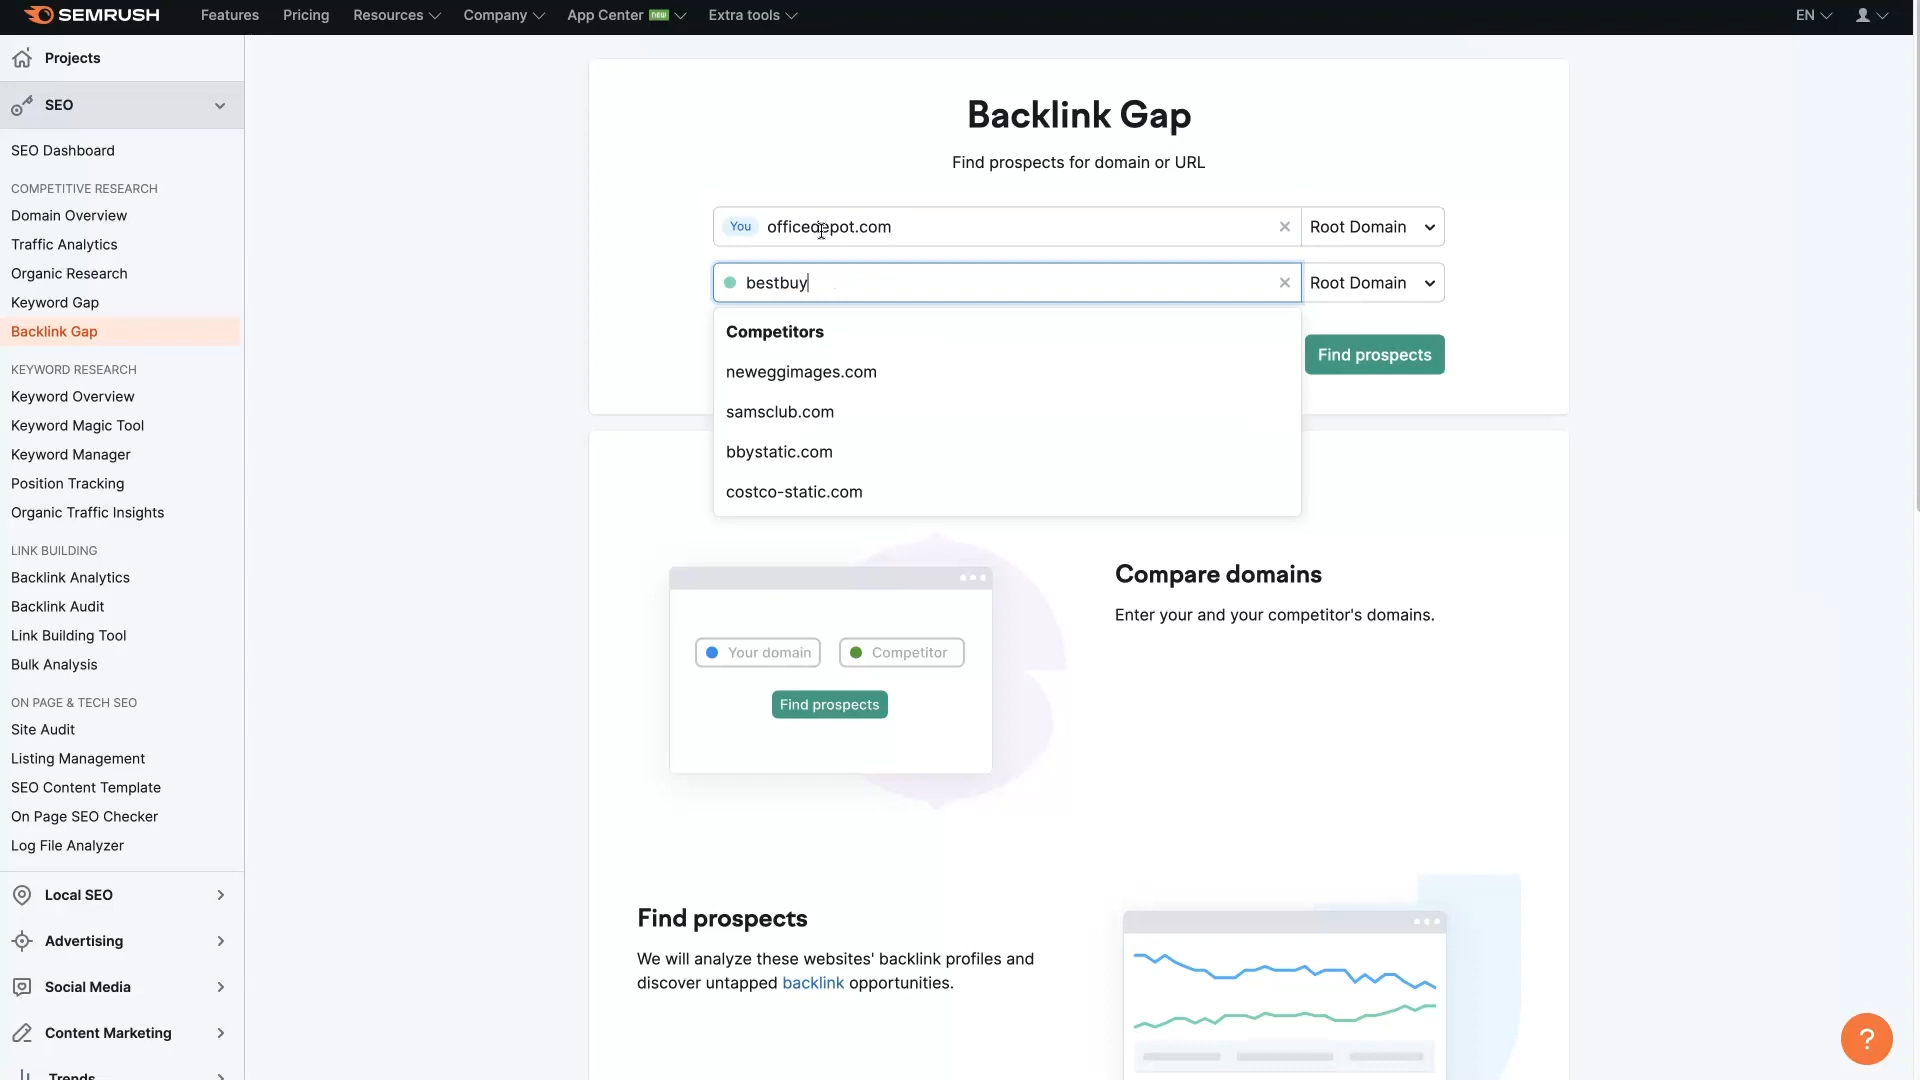 SEMRUSH
Features
Pricing
Resources
Company
App Center new
Extra tools
EN
Projects
SEO
SEO Dashboard
COMPETITIVE RESEARCH
Domain Overview
Traffic Analytics
Organic Research
Keyword Gap
Backlink Gap
KEYWORD RESEARCH
Keyword Overview
Keyword Magic Tool
Keyword Manager
Position Tracking
Organic Traffic Insights
LINK BUILDING
Backlink Analytics
Backlink Audit
Link Building Tool
Bulk Analysis
ON PAGE & TECH SEO
Site Audit
Listing Management
SEO Content Template
On Page SEO Checker
Log File Analyzer
Local SEO
Advertising
Social Media
Content Marketing
Trends
Backlink Gap
Find prospects for domain or URL
You officedepot.com
Root Domain
bestbuy
Root Domain
Competitors
neweggimages.com
samsclub.com
bbystatic.com
costco-static.com
Find prospects
Your domain
Competitor
Find prospects
Compare domains
Enter your and your competitor's domains.
Find prospects
We will analyze these websites' backlink profiles and
discover untapped backlink opportunities.
?